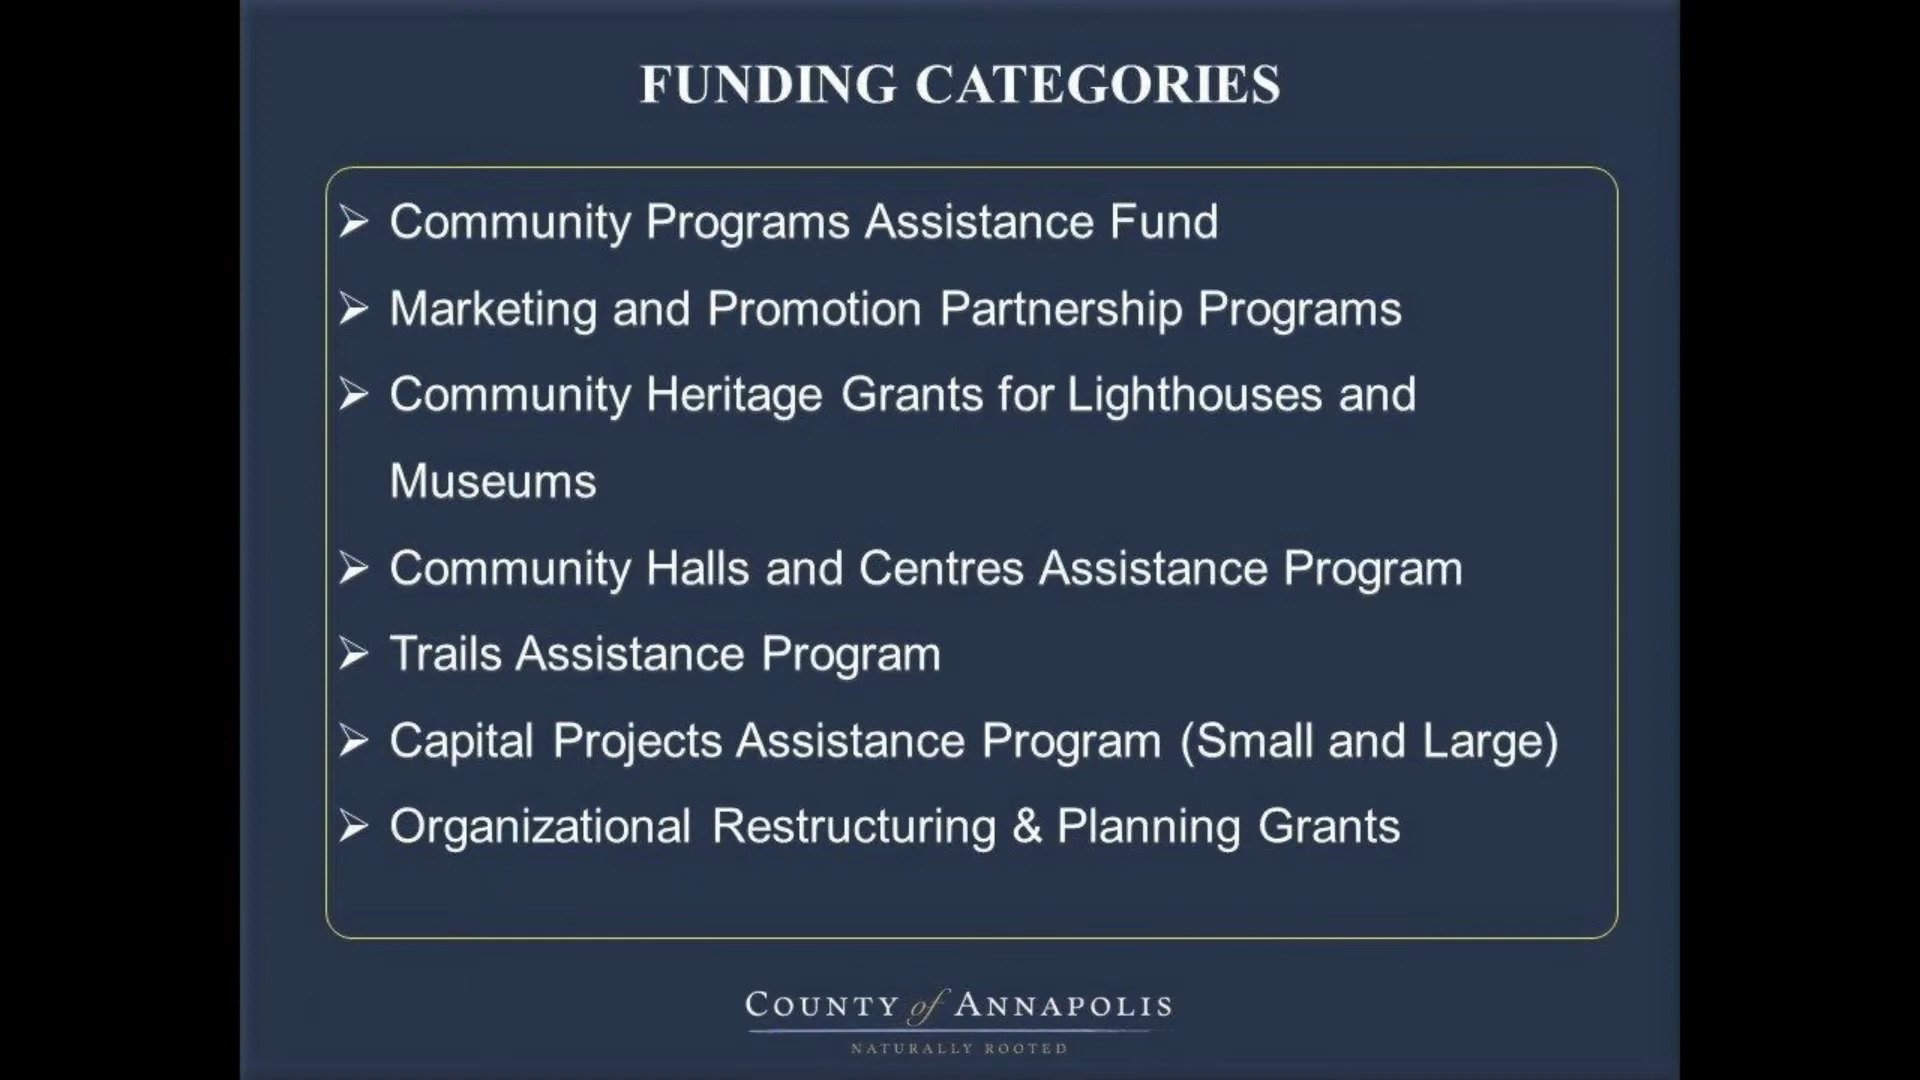 FUNDING CATEGORIES
➢ Community Programs Assistance Fund
➢ Marketing and Promotion Partnership Programs
➢ Community Heritage Grants for Lighthouses and
Museums
➢ Community Halls and Centres Assistance Program
➢ Trails Assistance Program
➢ Capital Projects Assistance Program (Small and Large)
➢ Organizational Restructuring & Planning Grants
COUNTY of ANNAPOLIS
NATURALLY ROOTED